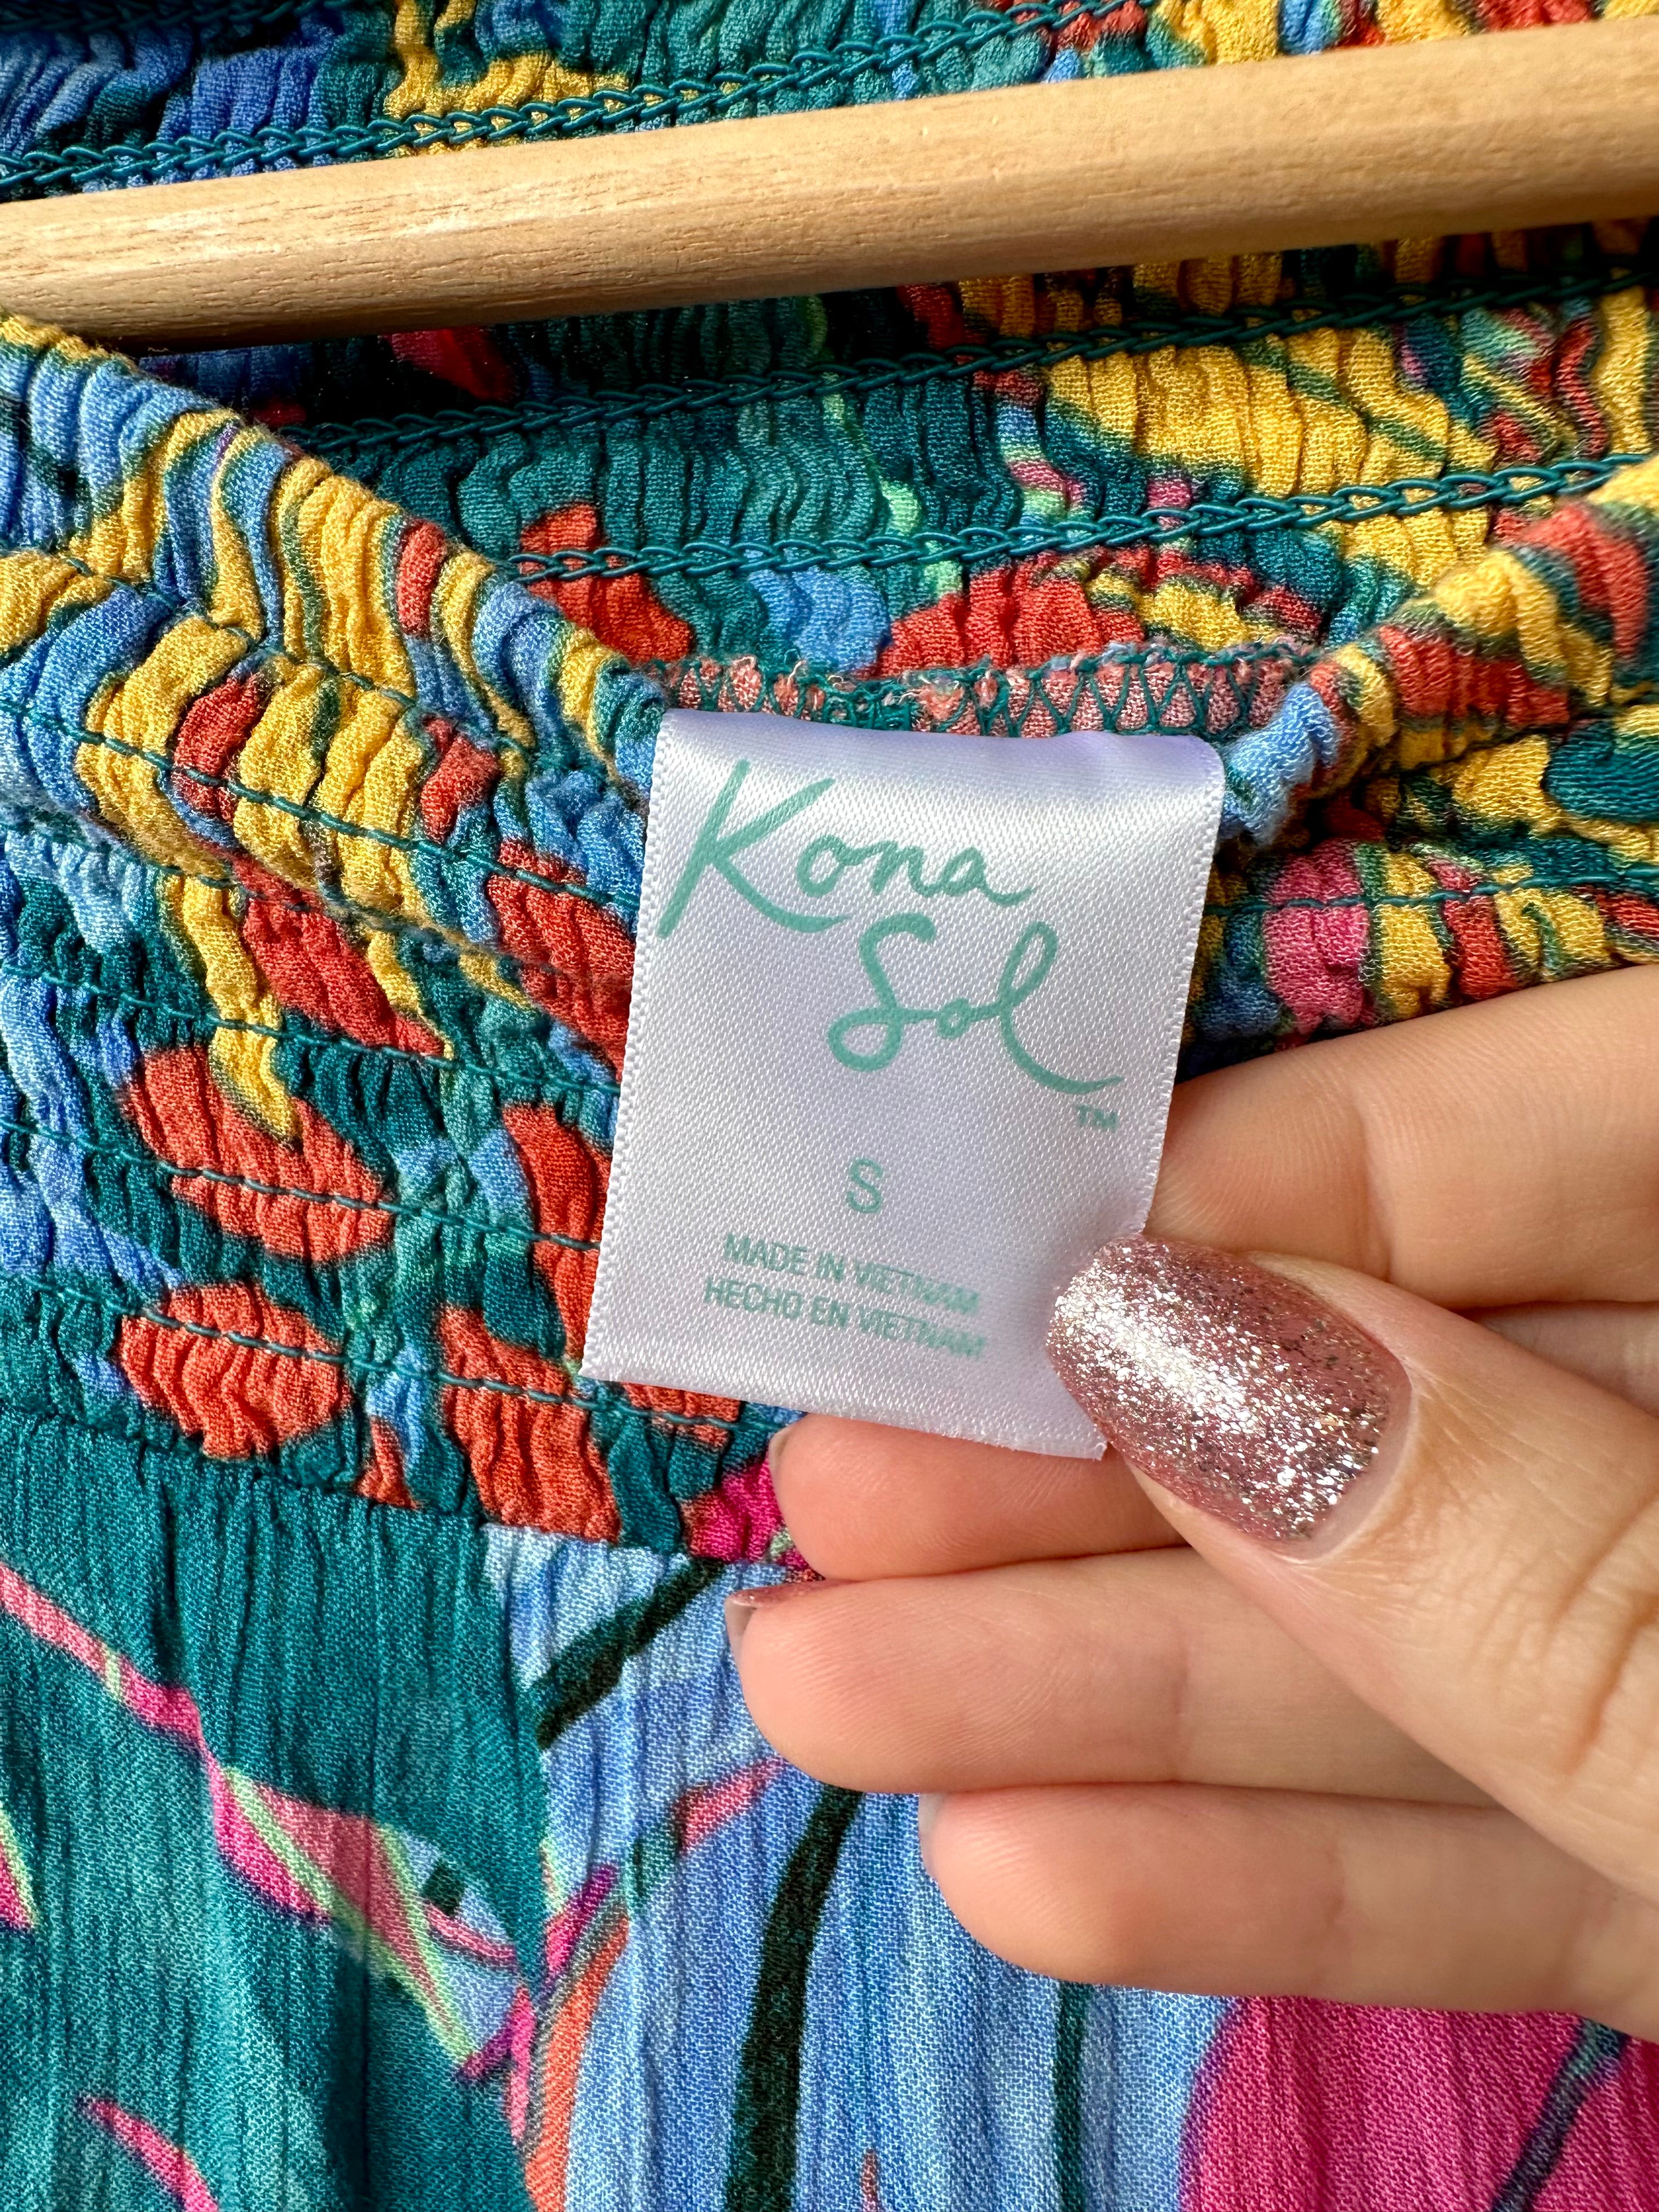 Kona
Sol
TM
S
MADE IN VIETNAM
HECHO EN VIETNAM